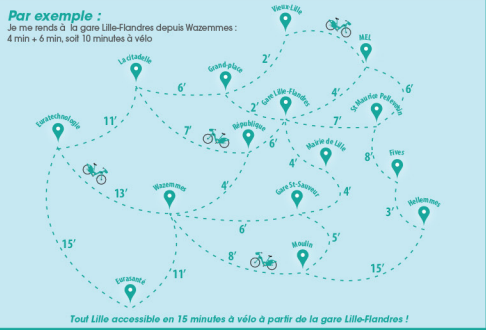 Par exemple :
Je me rends à la gare Lille-Flandres depuis Wazemmes :
4 min + 6 min, soit 10 minutes à vélo
Vieux-Lille
MEL
La citadelle
Grand-place
2'
6'
4'
6'
Gare Lille-Flandres
St Maurice Pellevoisin
2'
Euratechnologie
11'
7'
République
6'
7'
Mairie de Lille
4'
8'
Fives
13'
Wazemmes
4'
Gare St-Sauveur
4'
Hellemmes
3'
6'
15'
8'
Moulin
5'
11'
15'
Eurasanté
Tout Lille accessible en 15 minutes à vélo à partir de la gare Lille-Flandres !